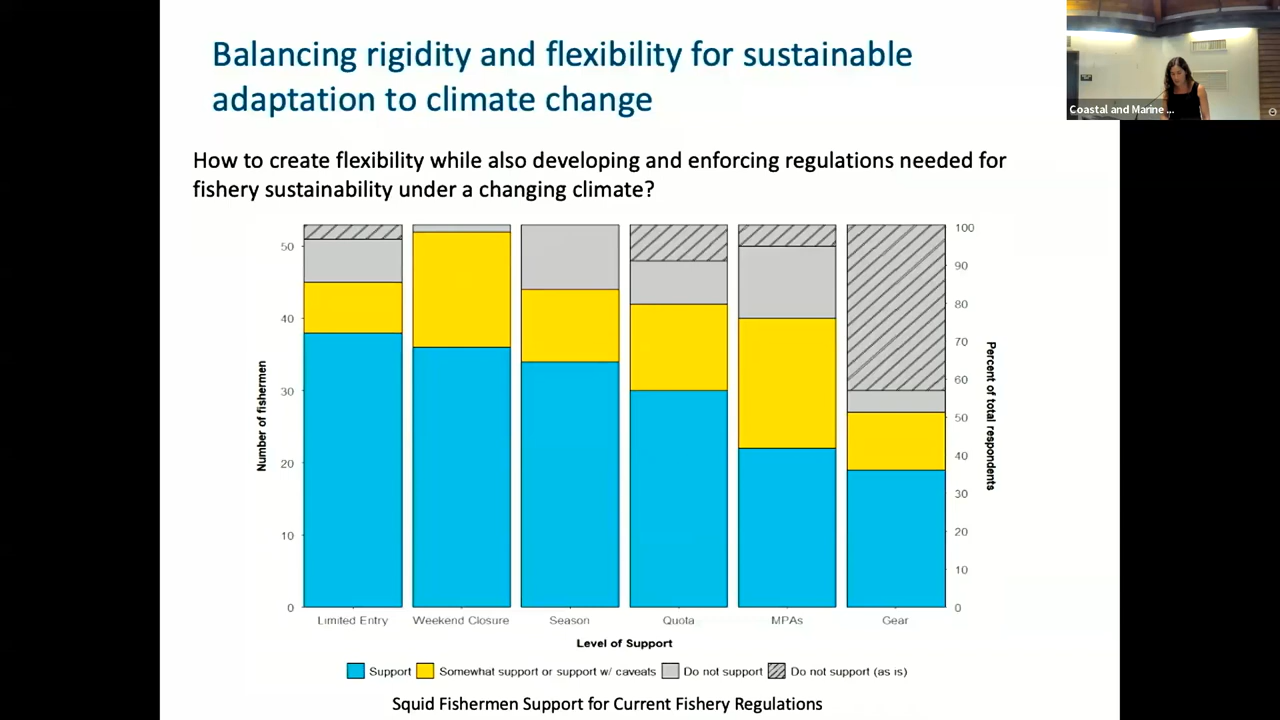 Balancing rigidity and flexibility for sustainable
adaptation to climate change
Coastal and Marine ...
How to create flexibility while also developing and enforcing regulations needed for
fishery sustainability under a changing climate?
Number of fishermen
50
40
30
20
10
0
100
90
80
70
60
50
40
30
20
10
0
Percent of total respondents
Limited Entry Weekend Closure Season Quota MPAs Gear
Level of Support
Support Somewhat support or support w/ caveats Do not support Do not support (as is)
Squid Fishermen Support for Current Fishery Regulations